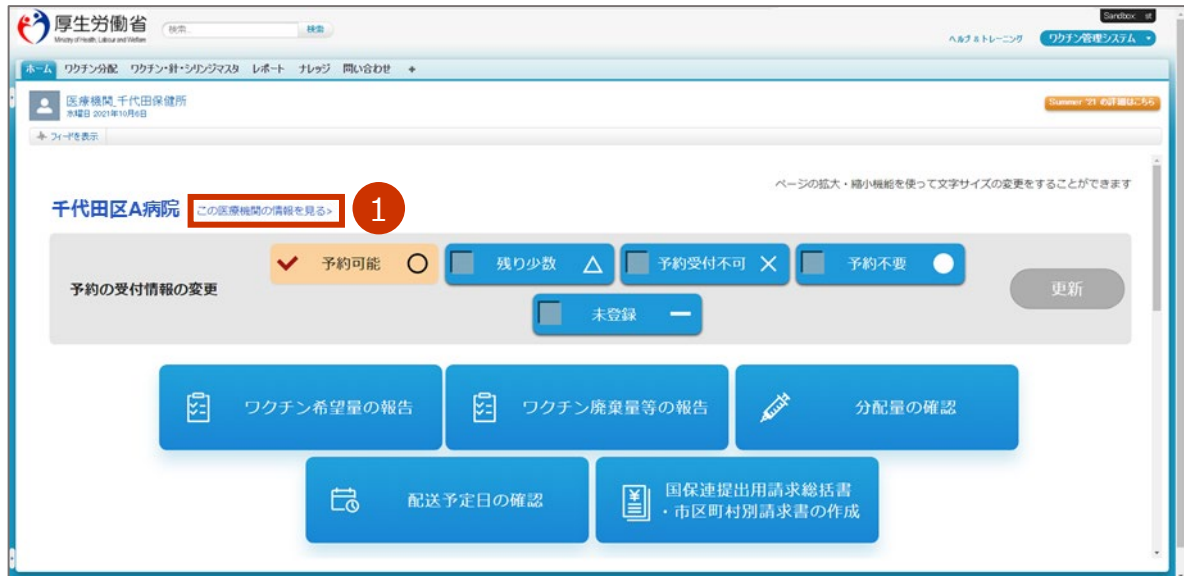 Sandbox: st
厚生労働省
Ministry of Health, Labour and Welfare
検索...
検索
ヘルプ & トレーニング
ワクチン管理システム
ホーム ワクチン分配 ワクチン・針・シリンジマスタ レポート ナレッジ 問い合わせ +
医療機関_千代田保健所
水曜日 2021年10月6日
Summer '21 の詳細はこちら
フィードを表示
ページの拡大・縮小機能を使って文字サイズの変更をすることができます
千代田区A病院 この医療機関の情報を見る> 1
予約の受付情報の変更
予約可能 ○
残り少数 △
予約受付不可 ×
予約不要 ●
未登録 ー
更新
ワクチン希望量の報告
ワクチン廃棄量等の報告
分配量の確認
配送予定日の確認
国保連提出用請求総括書
・市区町村別請求書の作成